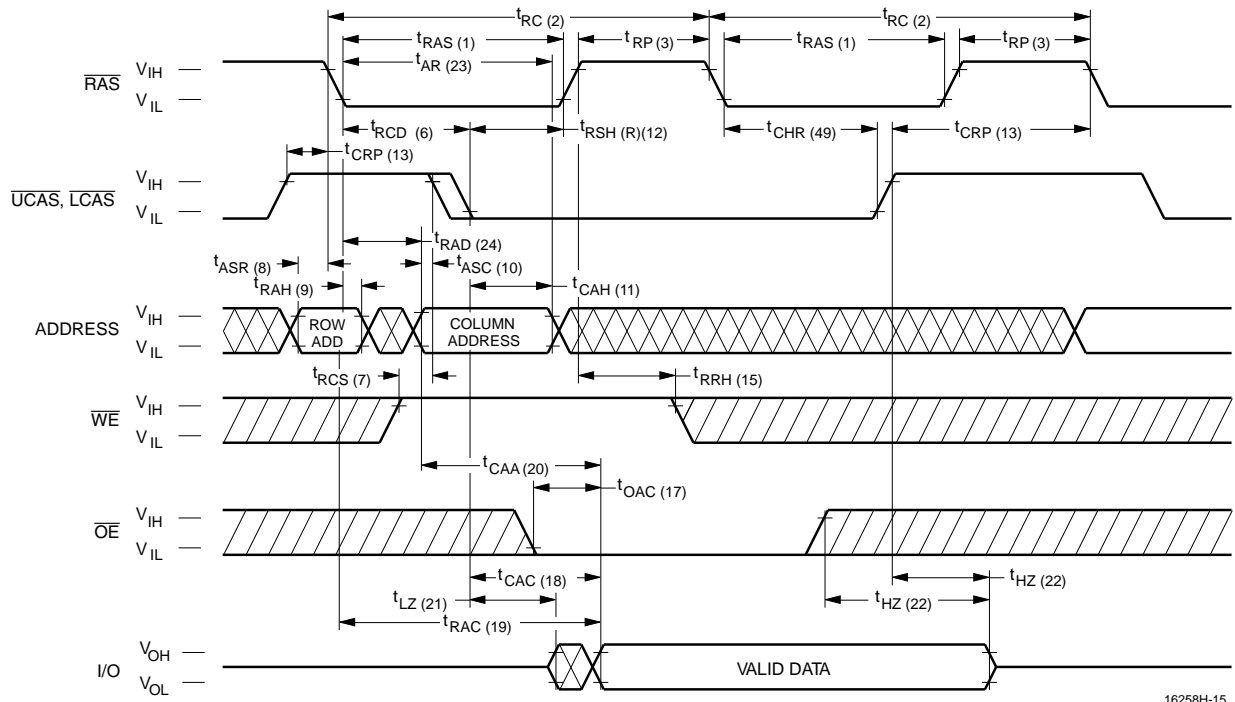 tRC (2) tRC (2)
tRAS (1) tRP (3) tRAS (1) tRP (3)
tAR (23)
RAS VIH
VIL
tRCD (6) tRSH (R)(12) tCHR (49) tCRP (13)
tCRP (13)
UCAS, LCAS VIH
VIL
tRAD (24)
tASR (8) tASC (10)
tRAH (9) tCAH (11)
ADDRESS VIH
VIL
ROW
ADD
COLUMN
ADDRESS
tRCS (7) tRRH (15)
WE VIH
VIL
tCAA (20)
tOAC (17)
OE VIH
VIL
tCAC (18) tHZ (22)
tLZ (21) tHZ (22)
tRAC (19)
I/O VOH
VOL
VALID DATA
16258H-15